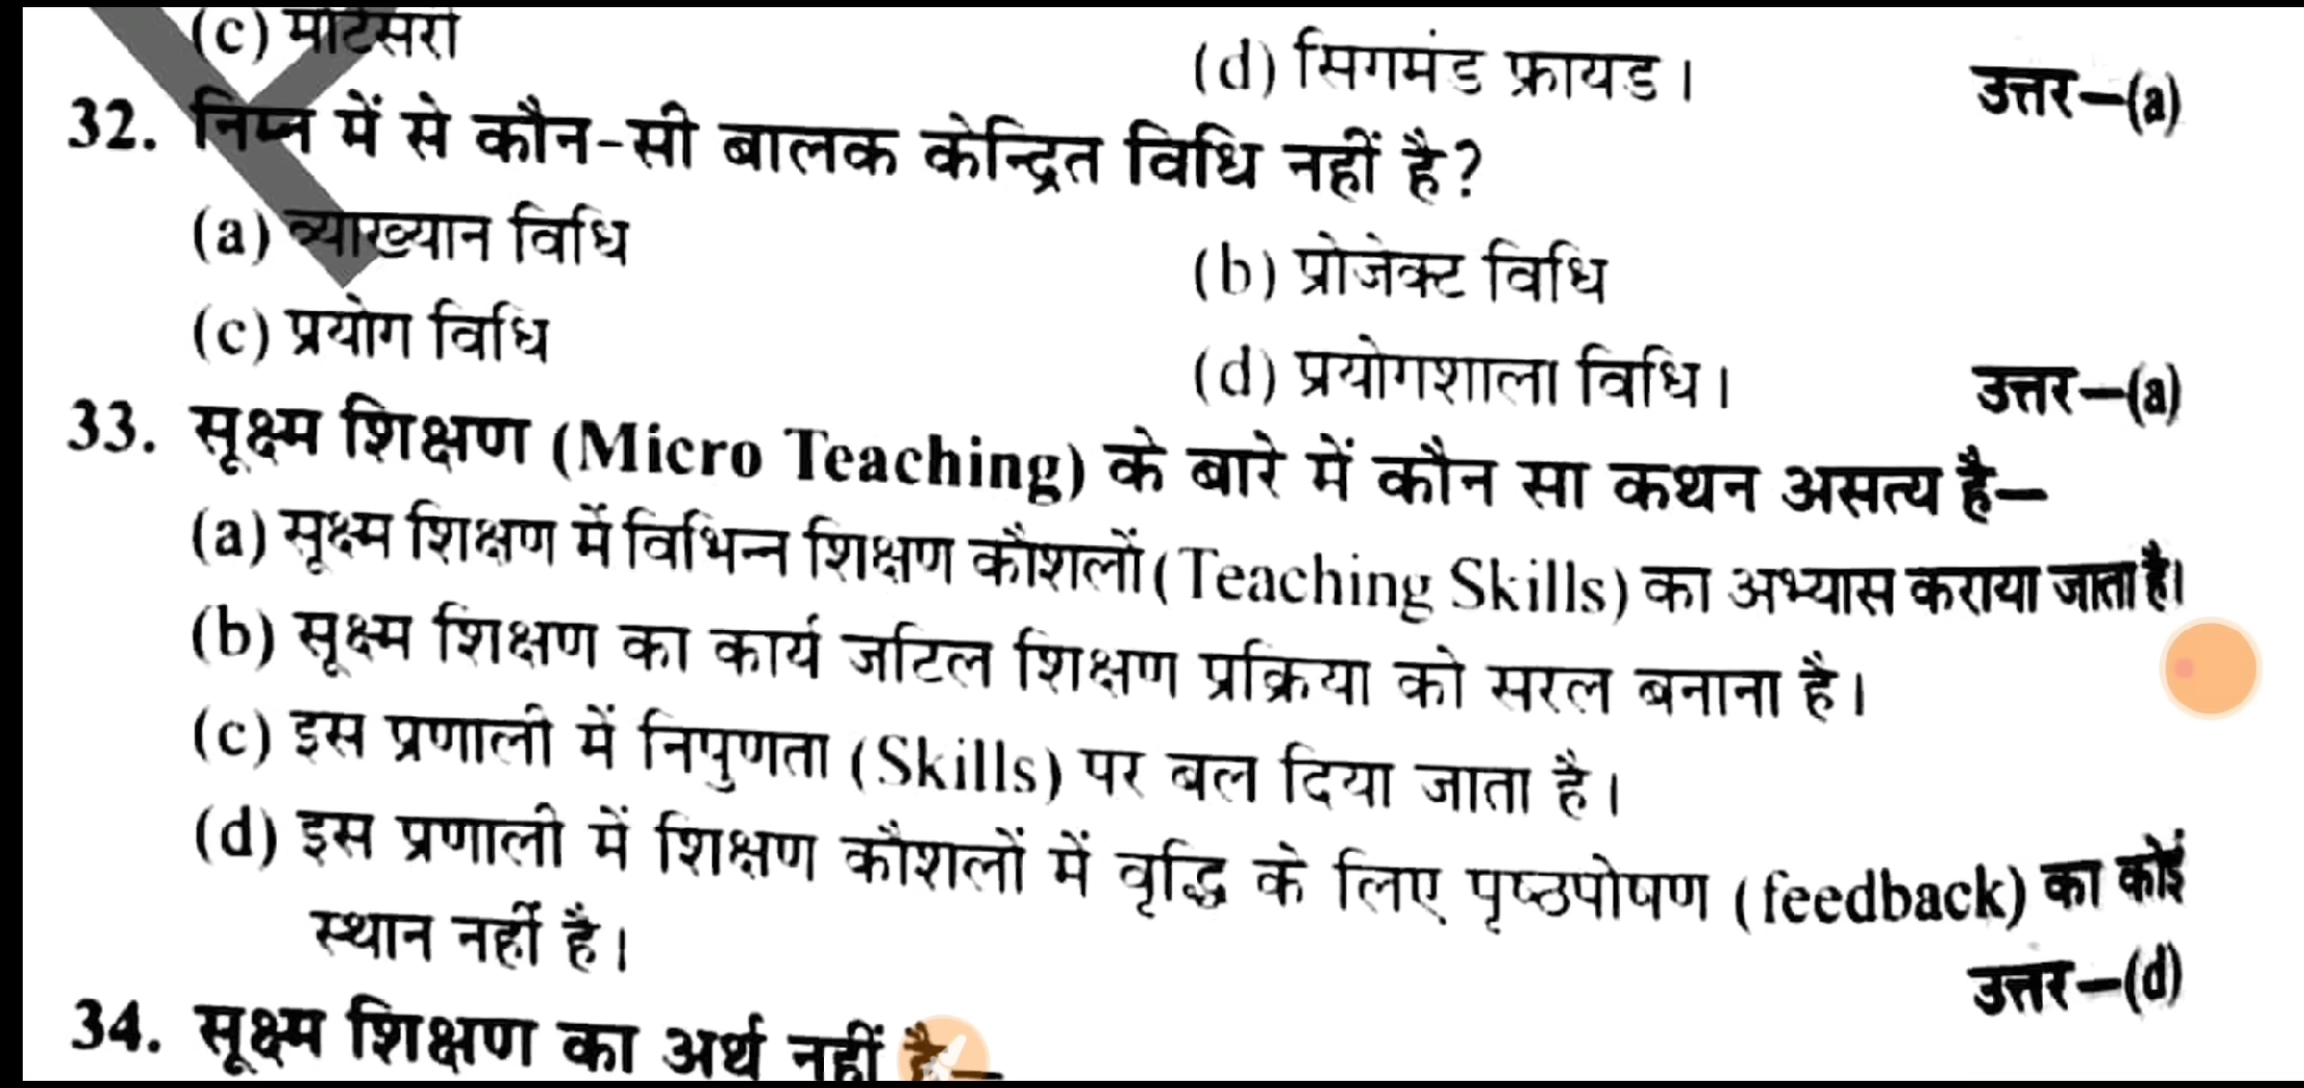 (c) मांटेसरी
(d) सिगमंड फ्रायड। उत्तर—(a)
32. निम्न में से कौन-सी बालक केन्द्रित विधि नहीं है?
(a) व्याख्यान विधि
(b) प्रोजेक्ट विधि
(c) प्रयोग विधि
(d) प्रयोगशाला विधि। उत्तर—(a)
33. सूक्ष्म शिक्षण (Micro Teaching) के बारे में कौन सा कथन असत्य है—
(a) सूक्ष्म शिक्षण में विभिन्न शिक्षण कौशलों (Teaching Skills) का अभ्यास कराया जाता है।
(b) सूक्ष्म शिक्षण का कार्य जटिल शिक्षण प्रक्रिया को सरल बनाना है।
(c) इस प्रणाली में निपुणता (Skills) पर बल दिया जाता है।
(d) इस प्रणाली में शिक्षण कौशलों में वृद्धि के लिए पृष्ठपोषण (feedback) का कोई
स्थान नहीं है।
उत्तर—(d)
34. सूक्ष्म शिक्षण का अर्थ नहीं है—